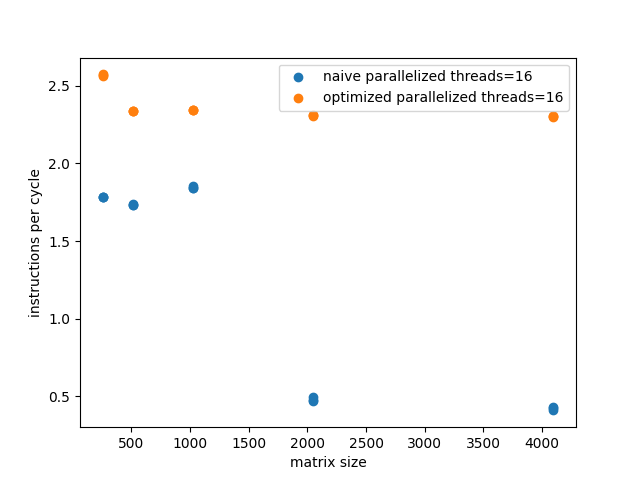 naive parallelized threads=16
optimized parallelized threads=16
instructions per cycle
2.5
2.0
1.5
1.0
0.5
500 1000 1500 2000 2500 3000 3500 4000
matrix size